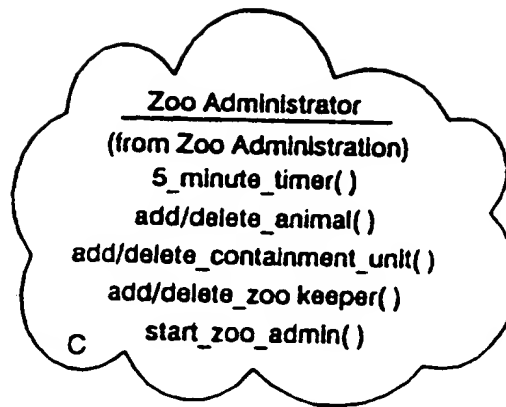 Zoo Administrator
(from Zoo Administration)
5_minute_timer( )
add/delete_animal( )
add/delete_containment_unit( )
add/delete_zoo keeper( )
start_zoo_admin( )
C